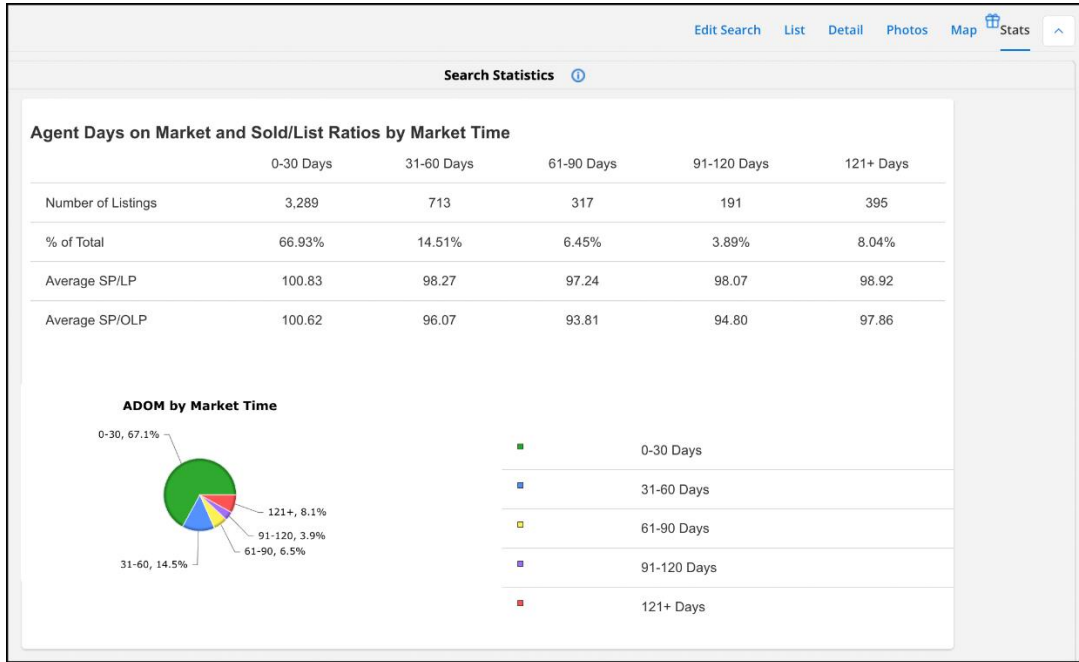 Edit Search List Detail Photos Map Stats
Search Statistics
Agent Days on Market and Sold/List Ratios by Market Time
0-30 Days 31-60 Days 61-90 Days 91-120 Days 121+ Days
Number of Listings 3,289 713 317 191 395
% of Total 66.93% 14.51% 6.45% 3.89% 8.04%
Average SP/LP 100.83 98.27 97.24 98.07 98.92
Average SP/OLP 100.62 96.07 93.81 94.80 97.86
ADOM by Market Time
0-30, 67.1%
121+, 8.1%
91-120, 3.9%
61-90, 6.5%
31-60, 14.5%
0-30 Days
31-60 Days
61-90 Days
91-120 Days
121+ Days